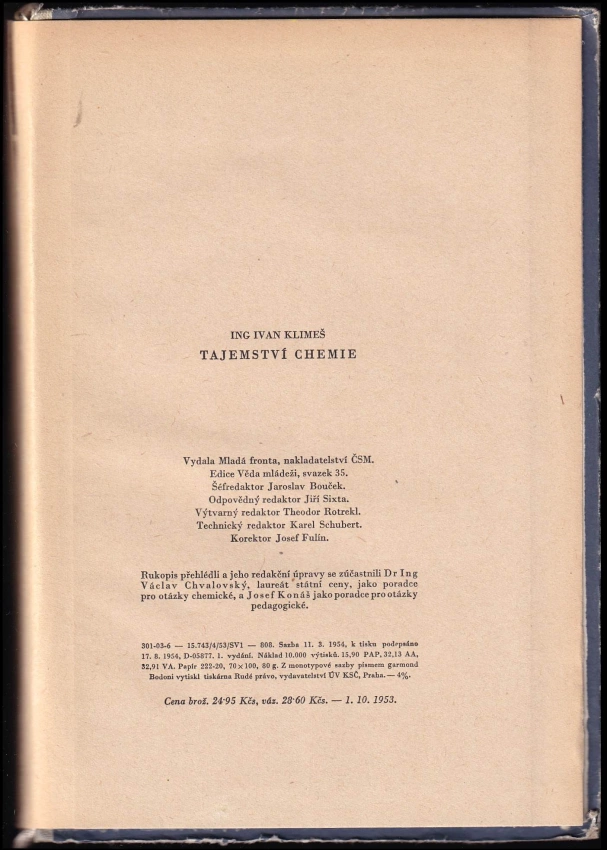 ING IVAN KLIMEŠ
TAJEMSTVÍ CHEMIE
Vydala Mladá fronta, nakladatelství ČSM.
Edice Věda mládeži, svazek 35.
Šéfredaktor Jaroslav Bouček.
Odpovědný redaktor Jiří Sixta.
Výtvarný redaktor Theodor Rotrekl.
Technický redaktor Karel Schubert.
Korektor Josef Fulín.
Rukopis přehlédli a jeho redakční úpravy se zúčastnili Dr Ing
Václav Chvalovský, laureát státní ceny, jako poradce
pro otázky chemické, a Josef Konáš jako poradce pro otázky
pedagogické.
301-03-6 — 15.743/4/53/SV1 — 808. Sazba 11. 3. 1954, k tisku podepsáno
17. 8. 1954, D-05877. 1. vydání. Náklad 10.000 výtisků. 15,90 PAP, 32,13 AA,
32,91 VA. Papír 222-20, 70×100, 80 g. Z monotypové sazby písmem garmond
Bodoni vytiskl tiskárna Rudé právo, vydavatelství ÚV KSČ, Praha. — 4%.
Cena brož. 24·95 Kčs, váz. 28·60 Kčs. — 1. 10. 1953.